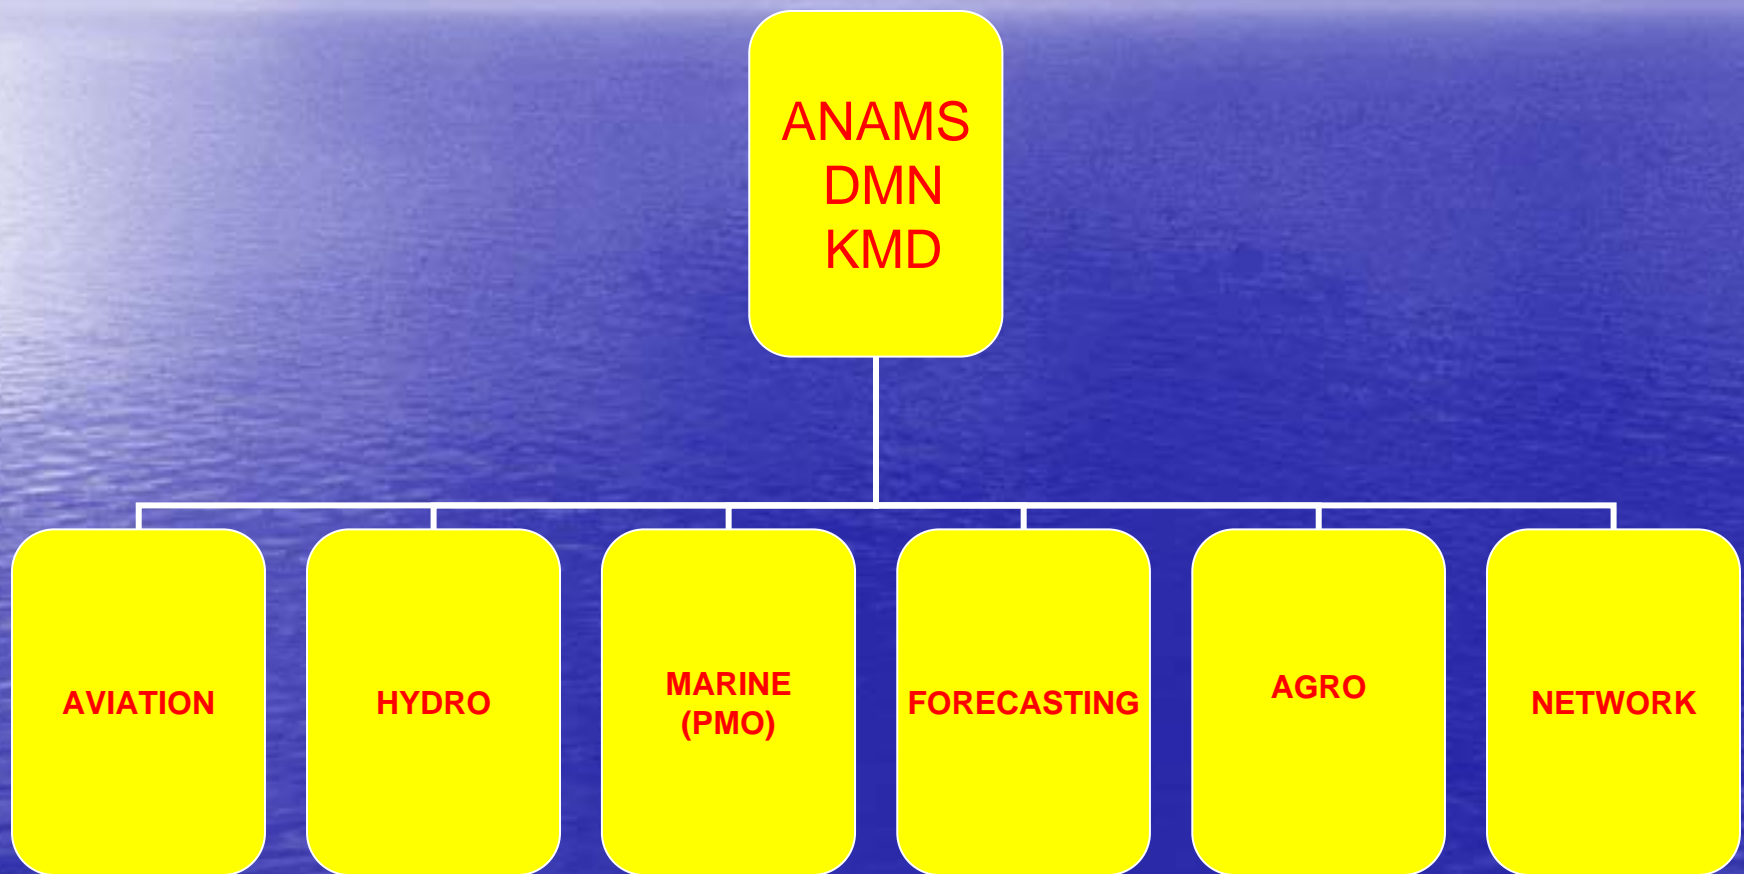 ANAMS
DMN
KMD
AVIATION
HYDRO
MARINE
(PMO)
FORECASTING
AGRO
NETWORK